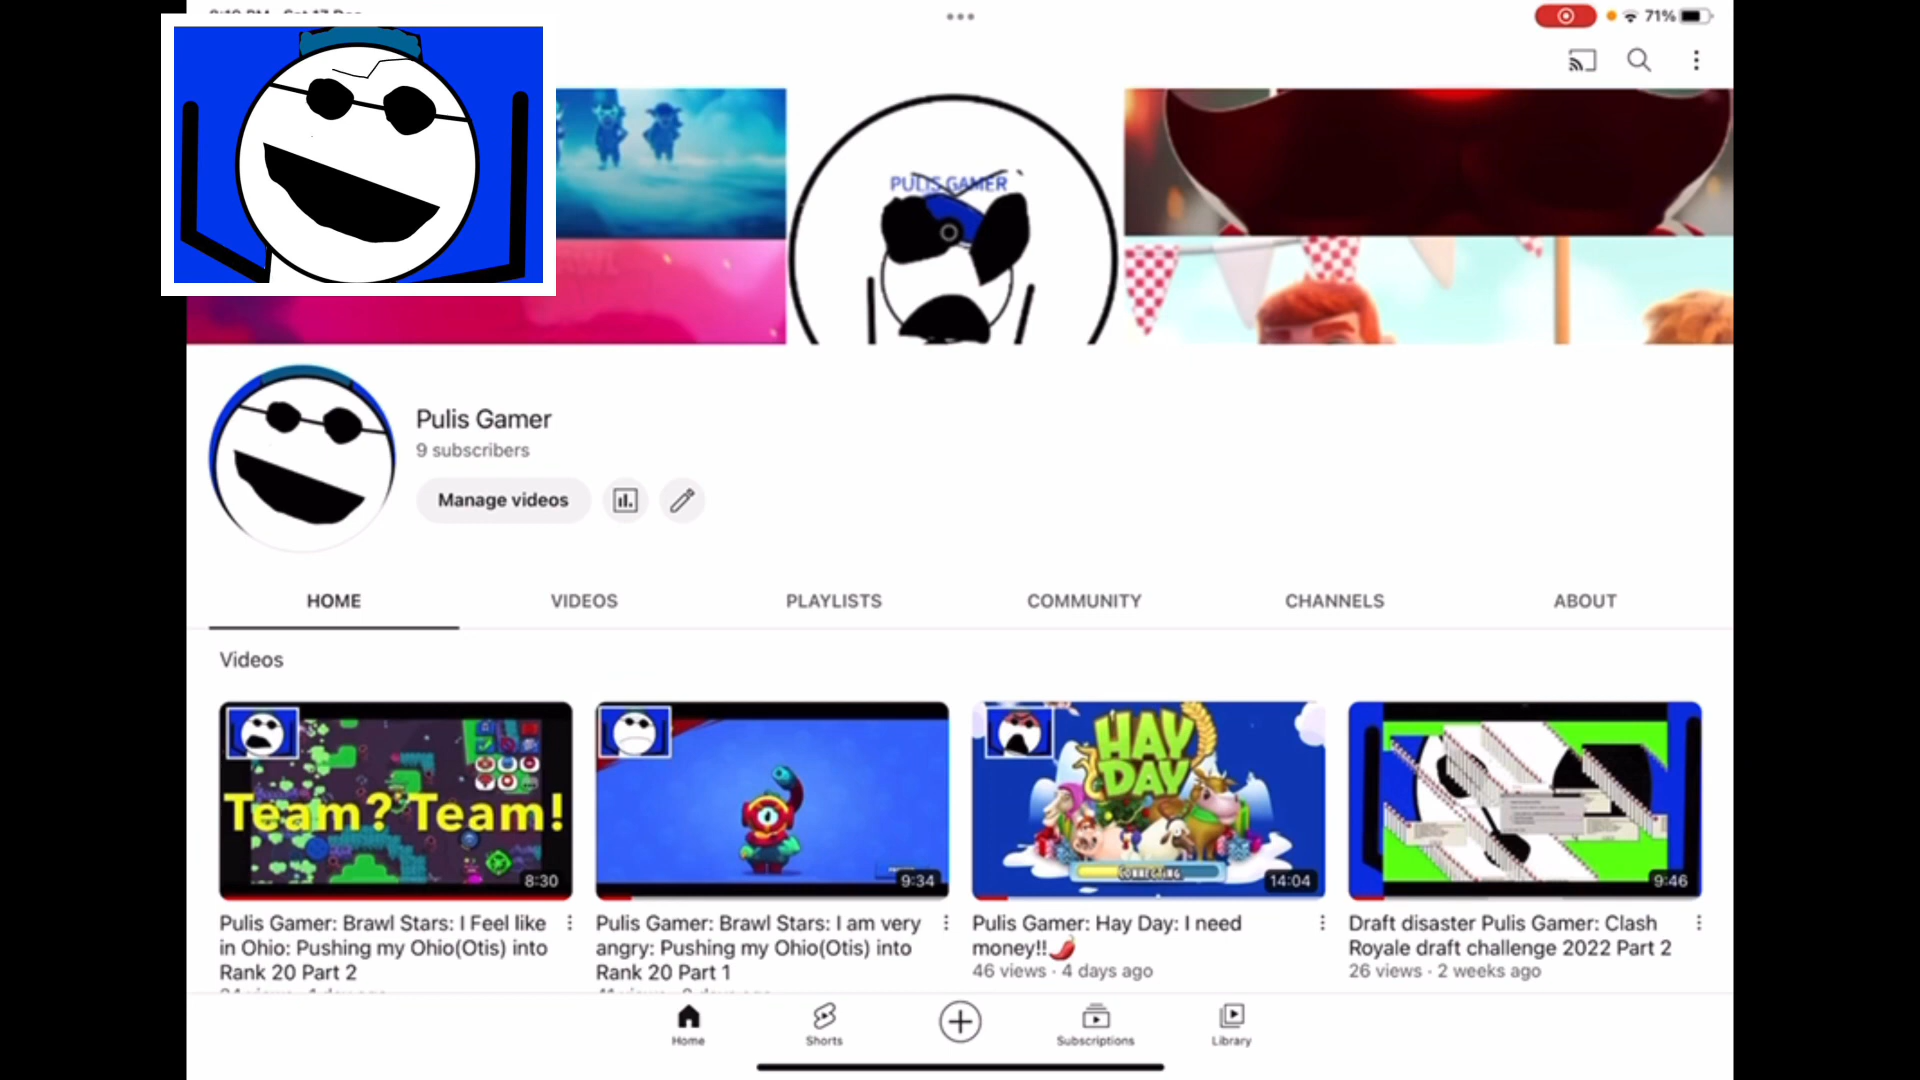 71%
PULIS GAMER
Pulis Gamer
9 subscribers
Manage videos
HOME
VIDEOS
PLAYLISTS
COMMUNITY
CHANNELS
ABOUT
Videos
Team? Team!
8:30
9:34
HAY
DAY
CONNECTING
14:04
9:46
Pulis Gamer: Brawl Stars: I Feel like
in Ohio: Pushing my Ohio(Otis) into
Rank 20 Part 2
Pulis Gamer: Brawl Stars: I am very
angry: Pushing my Ohio(Otis) into
Rank 20 Part 1
Pulis Gamer: Hay Day: I need
money!!🌶️
46 views · 4 days ago
Draft disaster Pulis Gamer: Clash
Royale draft challenge 2022 Part 2
26 views · 2 weeks ago
Home
Shorts
Subscriptions
Library